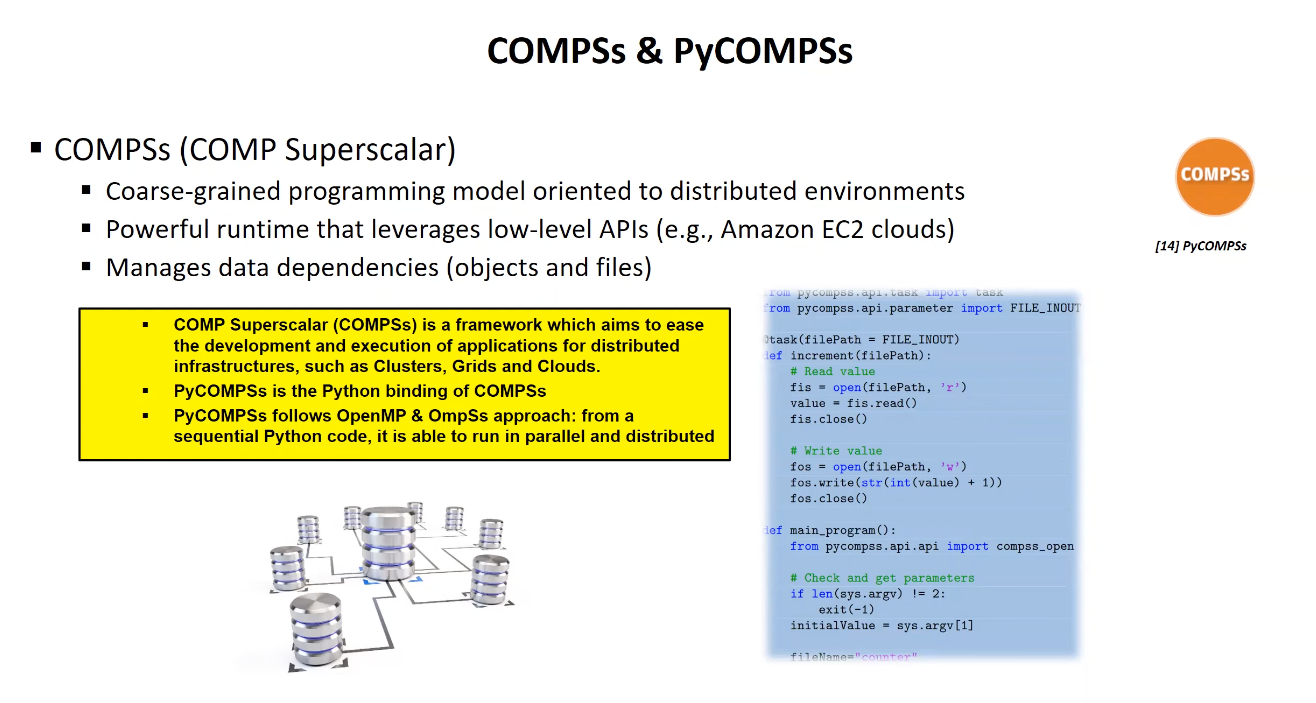 COMPSs & PyCOMPSs
COMPSs (COMP Superscalar)
Coarse-grained programming model oriented to distributed environments
Powerful runtime that leverages low-level APIs (e.g., Amazon EC2 clouds)
Manages data dependencies (objects and files)
COMPSs
[14] PyCOMPSs
COMP Superscalar (COMPSs) is a framework which aims to ease
the development and execution of applications for distributed
infrastructures, such as Clusters, Grids and Clouds.
PyCOMPSs is the Python binding of COMPSs
PyCOMPSs follows OpenMP & OmpSs approach: from a
sequential Python code, it is able to run in parallel and distributed
from pycompss.api.task import task
from pycompss.api.parameter import FILE_INOUT
@task(filePath = FILE_INOUT)
def increment(filePath):
# Read value
fis = open(filePath, 'r')
value = fis.read()
fis.close()
# Write value
fos = open(filePath, 'w')
fos.write(str(int(value) + 1))
fos.close()
def main_program():
from pycompss.api.api import compss_open
# Check and get parameters
if len(sys.argv) != 2:
exit(-1)
initialValue = sys.argv[1]
fileName="counter"